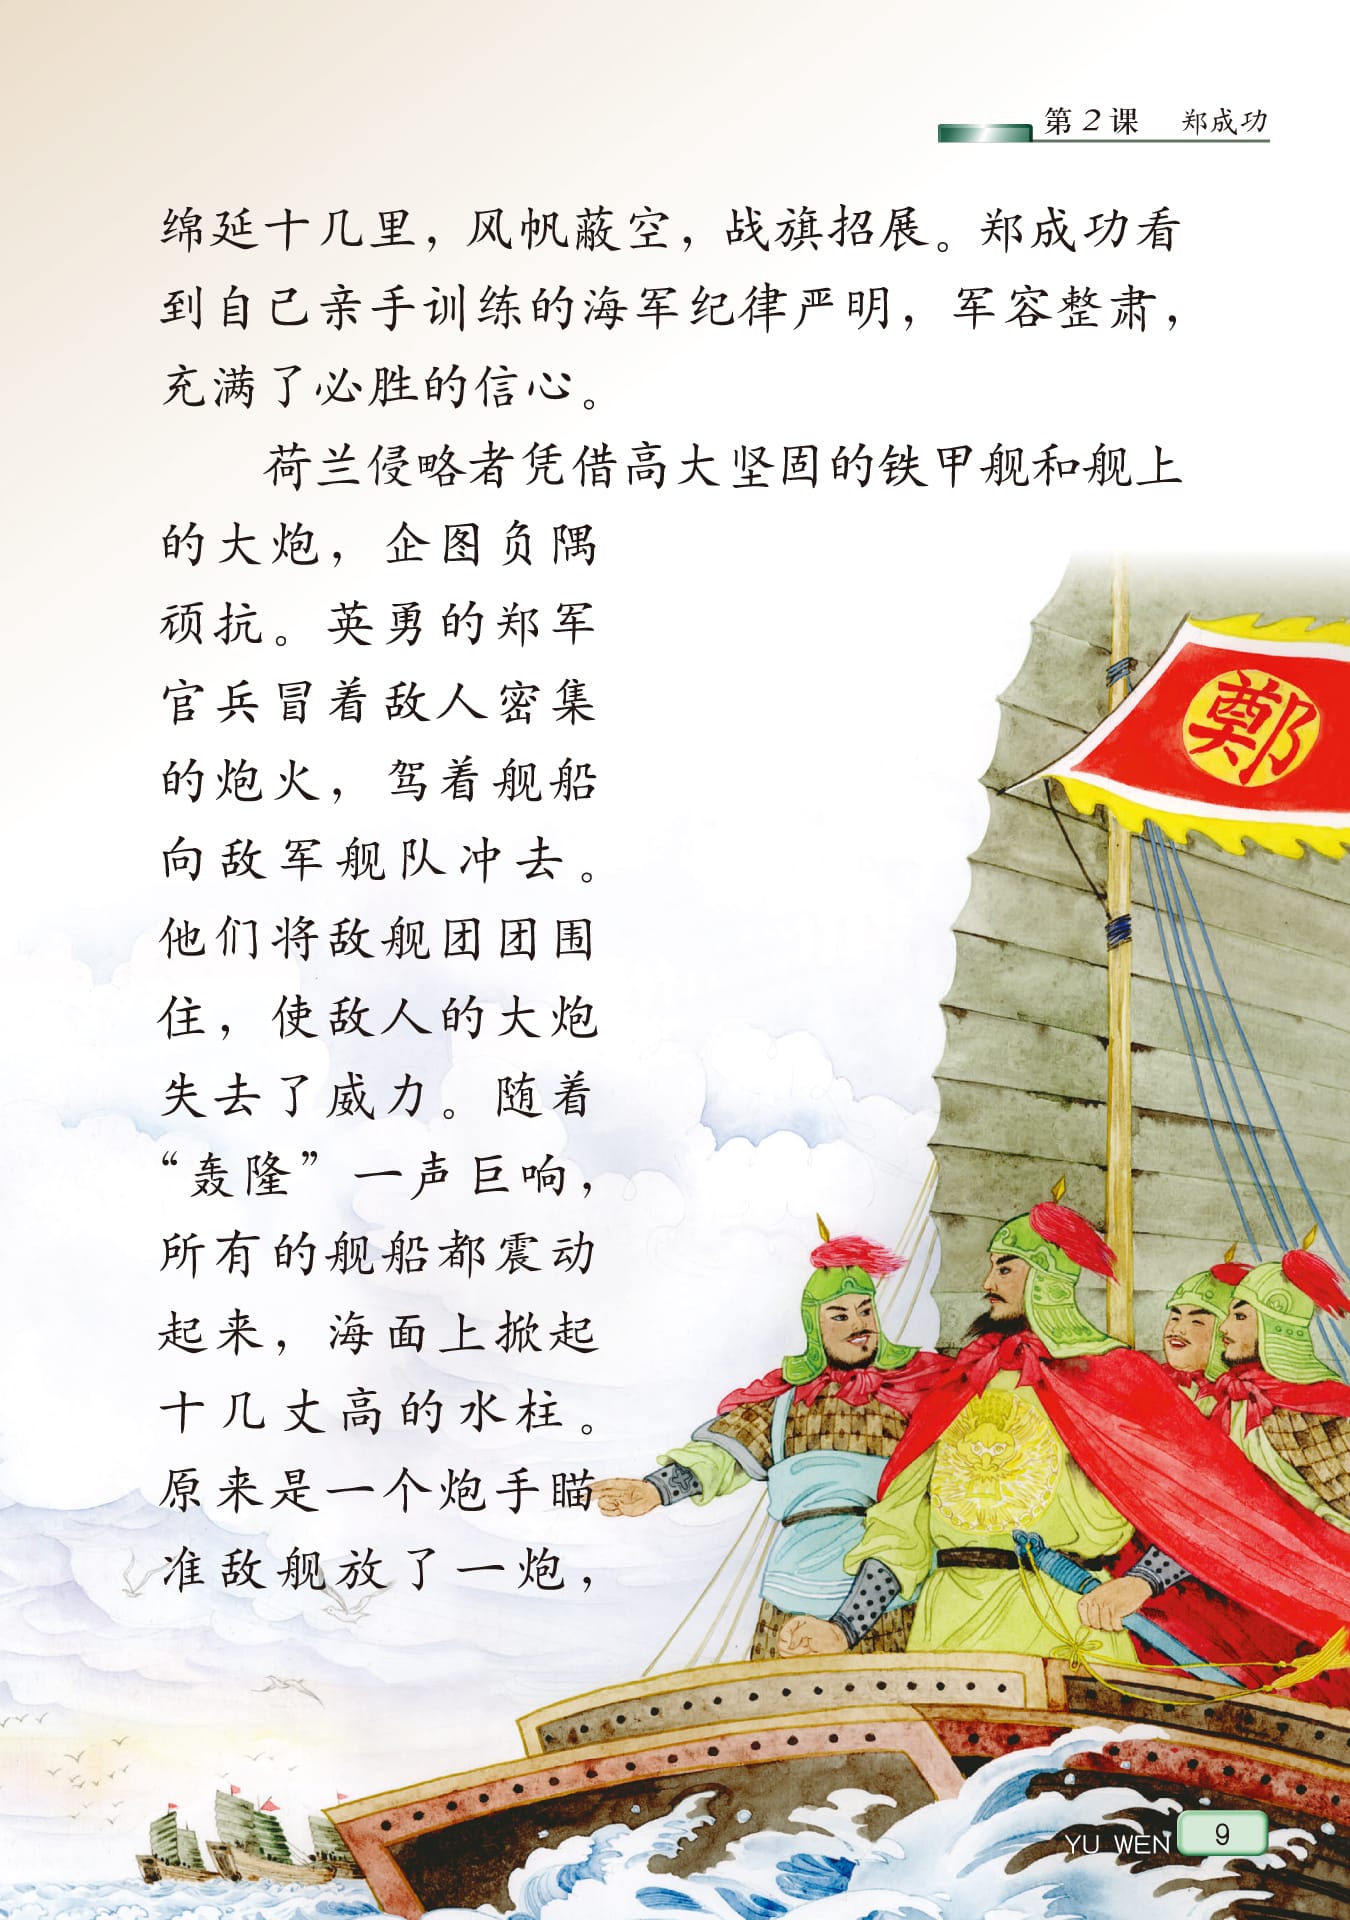 第2课 郑成功
绵延十几里，风帆蔽空，战旗招展。郑成功看
到自己亲手训练的海军纪律严明，军容整肃，
充满了必胜的信心。
荷兰侵略者凭借高大坚固的铁甲舰和舰上
的大炮，企图负隅
顽抗。英勇的郑军
官兵冒着敌人密集
的炮火，驾着舰船
向敌军舰队冲去。
他们将敌舰团团围
住，使敌人的大炮
失去了威力。随着
“轰隆”一声巨响，
所有的舰船都震动
起来，海面上掀起
十几丈高的水柱。
原来是一个炮手瞄
准敌舰放了一炮，
鄭
YU WEN 9